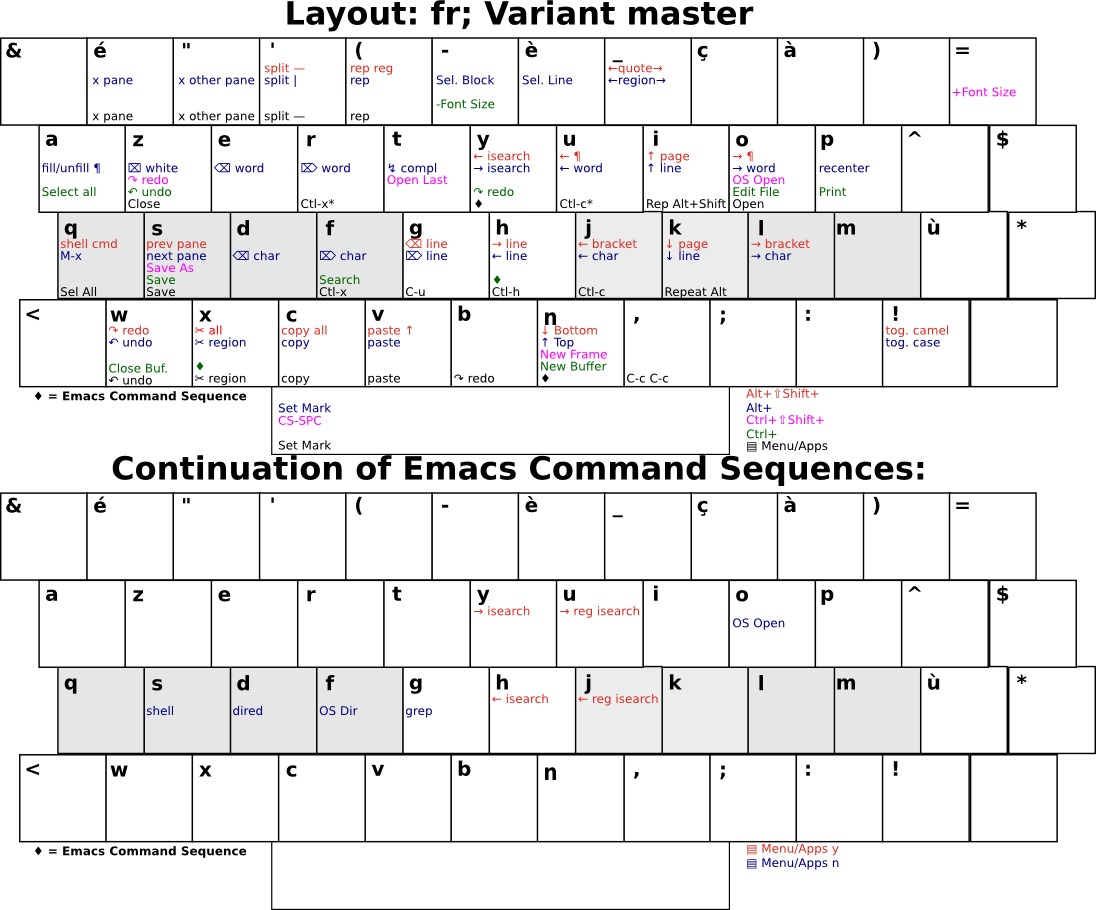 Layout: fr; Variant master
& é " ' ( - è _ ç à ) =
split — rep reg ←quote→
x pane x other pane split | rep Sel. Block Sel. Line ←region→
+Font Size
-Font Size
x pane x other pane split — rep
a z e r t y u i o p ^ $
← isearch ← ¶ ↑ page → ¶
fill/unfill ¶ ⌧ white ⌫ word ⌦ word ↯ compl → isearch ← word ↑ line → word recenter
↷ redo Open Last OS Open
Select all ↶ undo ↷ redo Edit File Print
Close Ctl-x* ♦ Ctl-c* Rep Alt+Shift Open
q s d f g h j k l m ù *
shell cmd prev pane ⌫ line → line ← bracket ↓ page → bracket
M-x next pane ⌫ char ⌦ char ⌦ line ← line ← char ↓ line → char
Save As
Save Search ♦
Sel All Save Ctl-x C-u Ctl-h Ctl-c Repeat Alt
< w x c v b n , ; : !
↷ redo ✂ all copy all paste ↑ ↓ Bottom tog. camel
↶ undo ✂ region copy paste ↑ Top tog. case
New Frame
Close Buf. ♦ New Buffer
↶ undo ✂ region copy paste ↷ redo ♦ C-c C-c
♦ = Emacs Command Sequence
Set Mark
CS-SPC
Set Mark
Alt+⇧Shift+
Alt+
Ctrl+⇧Shift+
Ctrl+
▤ Menu/Apps
Continuation of Emacs Command Sequences:
& é " ' ( - è _ ç à ) =
a z e r t y u i o p ^ $
→ isearch → reg isearch
OS Open
q s d f g h j k l m ù *
← isearch ← reg isearch
shell dired OS Dir grep
< w x c v b n , ; : !
♦ = Emacs Command Sequence
▤ Menu/Apps y
▤ Menu/Apps n